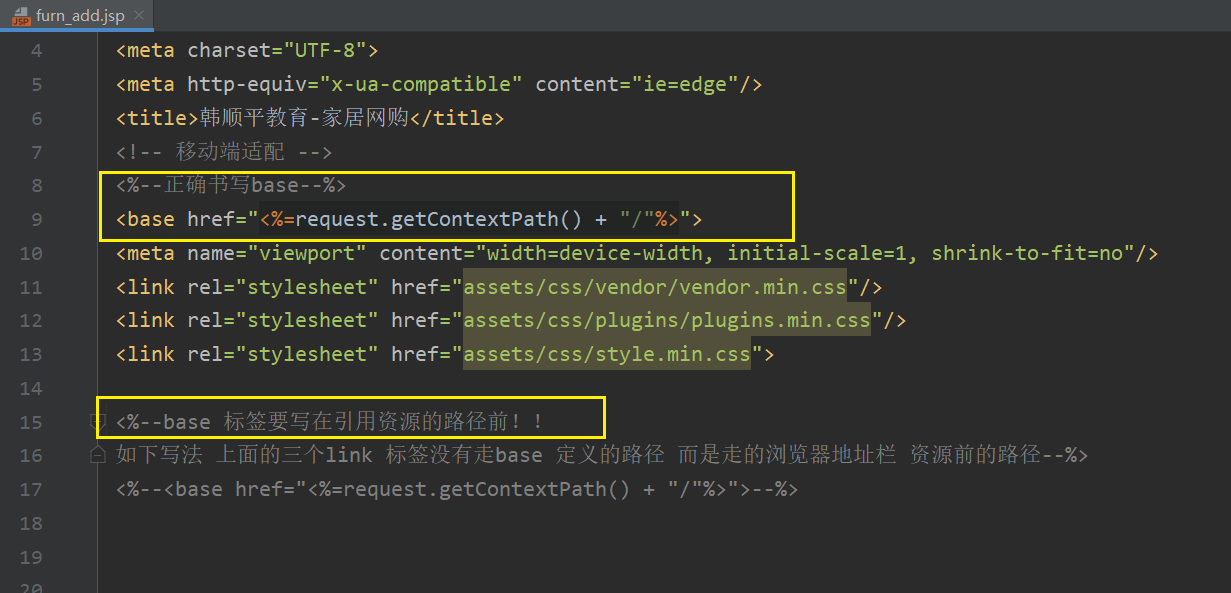 furn_add.jsp
4 <meta charset="UTF-8">
5 <meta http-equiv="x-ua-compatible" content="ie=edge"/>
6 <title>韩顺平教育-家居网购</title>
7 <!-- 移动端适配 -->
8 <%--正确书写base--%>
9 <base href="<%=request.getContextPath() + "/"%>">
10 <meta name="viewport" content="width=device-width, initial-scale=1, shrink-to-fit=no"/>
11 <link rel="stylesheet" href="assets/css/vendor/vendor.min.css"/>
12 <link rel="stylesheet" href="assets/css/plugins/plugins.min.css"/>
13 <link rel="stylesheet" href="assets/css/style.min.css">
14
15 <%--base 标签要写在引用资源的路径前！！
16 如下写法 上面的三个link 标签没有走base 定义的路径 而是走的浏览器地址栏 资源前的路径--%>
17 <%--<base href="<%=request.getContextPath() + "/"%>">--%>
18
19
20